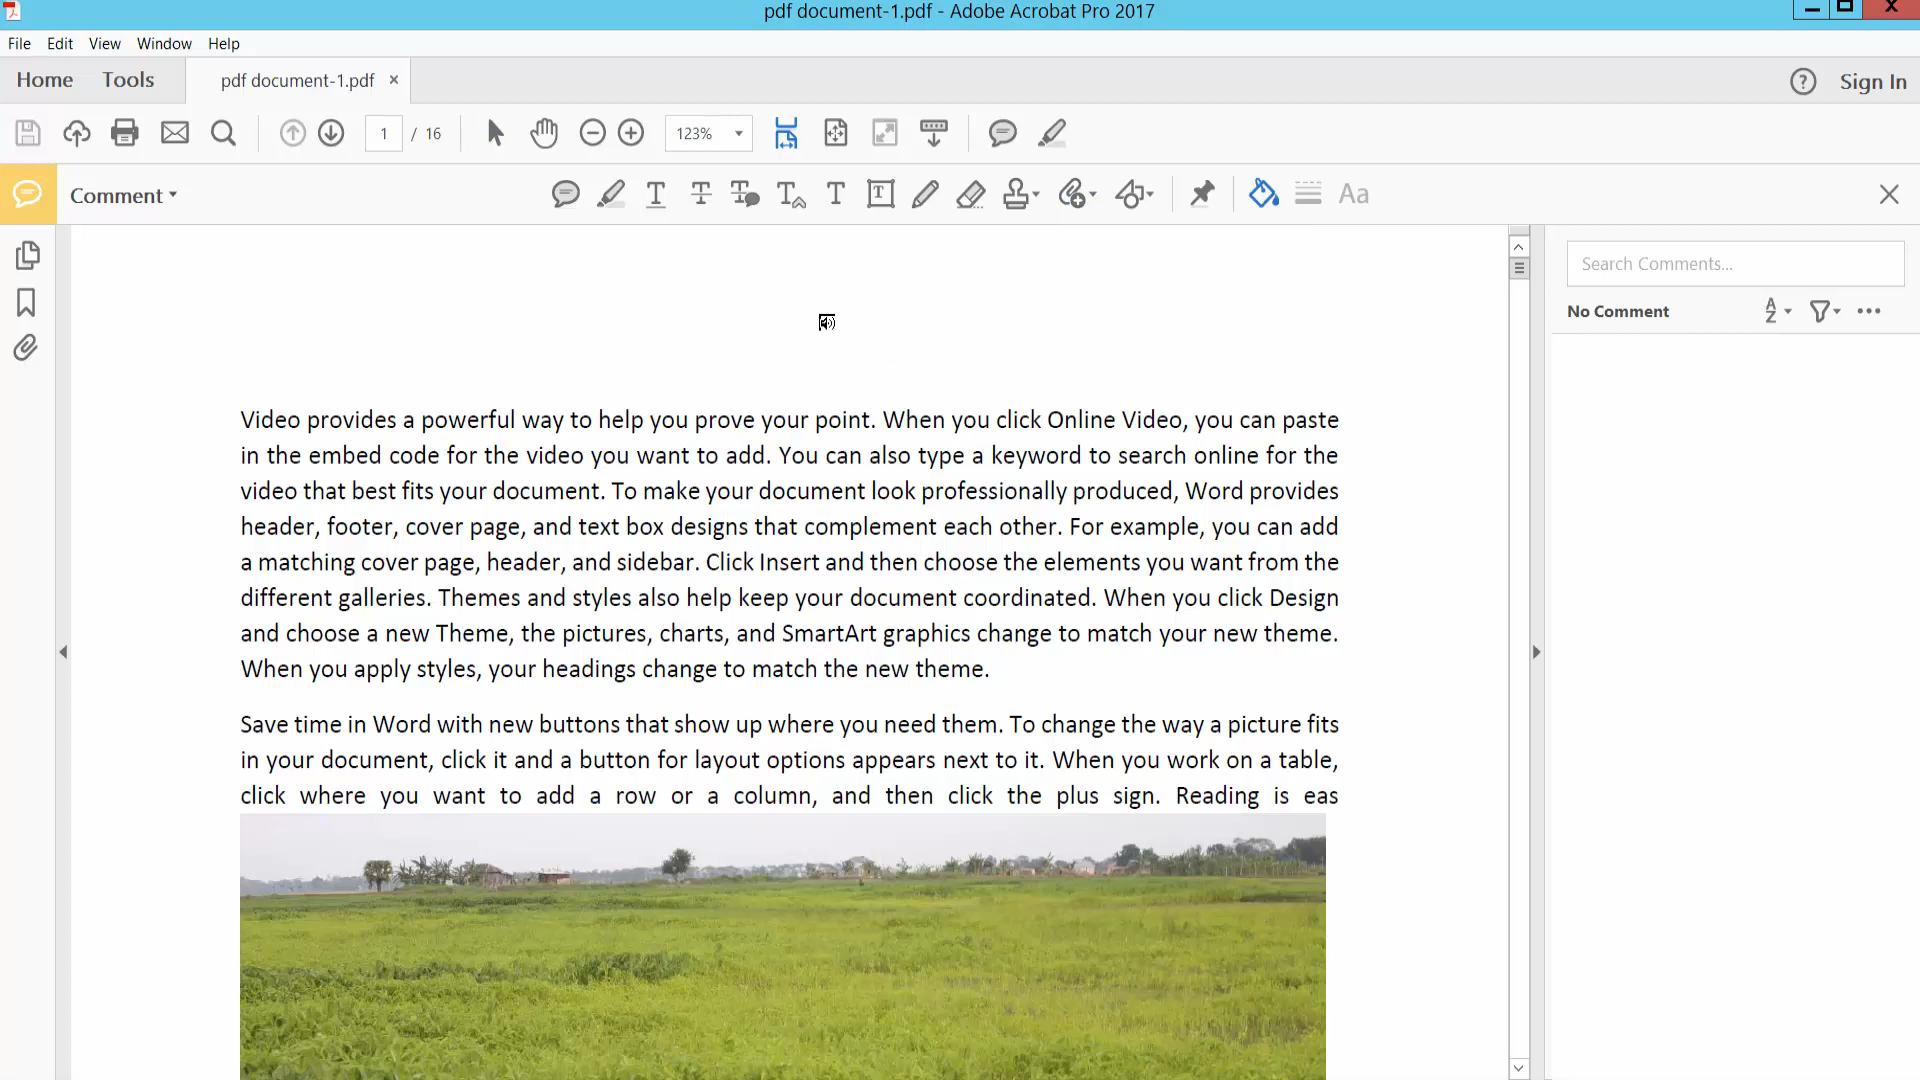 pdf document-1.pdf - Adobe Acrobat Pro 2017
File Edit View Window Help
Home Tools pdf document-1.pdf × ? Sign In
1 / 16 123%
Comment T T T T T T Aa
Search Comments...
No Comment A Z
Video provides a powerful way to help you prove your point. When you click Online Video, you can paste
in the embed code for the video you want to add. You can also type a keyword to search online for the
video that best fits your document. To make your document look professionally produced, Word provides
header, footer, cover page, and text box designs that complement each other. For example, you can add
a matching cover page, header, and sidebar. Click Insert and then choose the elements you want from the
different galleries. Themes and styles also help keep your document coordinated. When you click Design
and choose a new Theme, the pictures, charts, and SmartArt graphics change to match your new theme.
When you apply styles, your headings change to match the new theme.
Save time in Word with new buttons that show up where you need them. To change the way a picture fits
in your document, click it and a button for layout options appears next to it. When you work on a table,
click where you want to add a row or a column, and then click the plus sign. Reading is eas